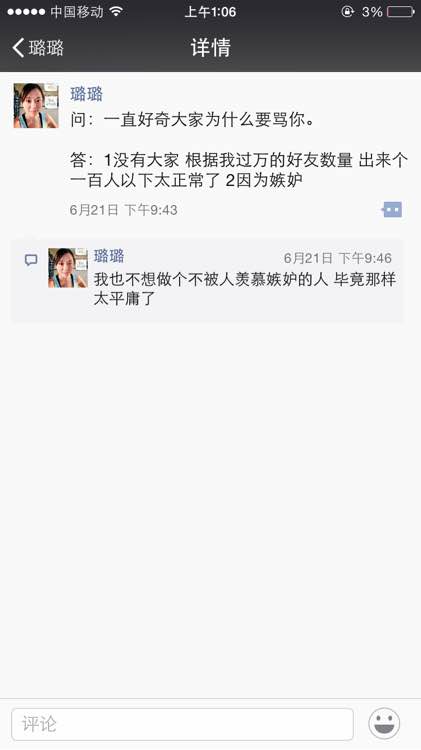 中国移动 上午1:06 3%
璐璐 详情
璐璐
问：一直好奇大家为什么要骂你。
答：1没有大家 根据我过万的好友数量 出来个
一百人以下太正常了 2因为嫉妒
6月21日 下午9:43
璐璐 6月21日 下午9:46
我也不想做个不被人羡慕嫉妒的人 毕竟那样
太平庸了
评论